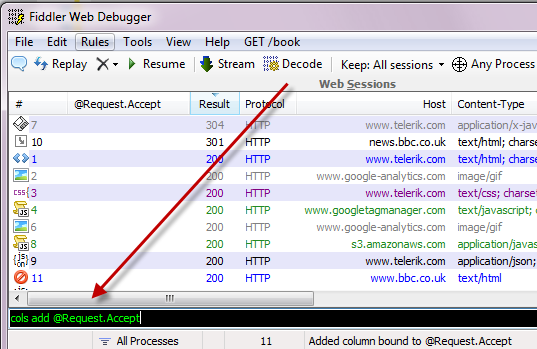 Fiddler Web Debugger
File Edit Rules Tools View Help GET /book
Replay X Resume Stream Decode Keep: All sessions Any Process
Web Sessions
# @Request.Accept Result Protocol Host Content-Type
7 304 HTTP www.telerik.com application/x-jav
10 301 HTTP news.bbc.co.uk text/html; charse
1 200 HTTP www.telerik.com text/html; charse
2 200 HTTP www.google-analytics.com image/gif
css 3 200 HTTP www.telerik.com text/css; charset
JS 4 200 HTTP www.googletagmanager.com text/javascript;
6 200 HTTP www.google-analytics.com image/gif
JS 8 200 HTTP s3.amazonaws.com application/javas
json 9 200 HTTP www.telerik.com application/json;
11 200 HTTP www.bbc.co.uk text/html
cols add @Request.Accept
All Processes 11 Added column bound to @Request.Accept